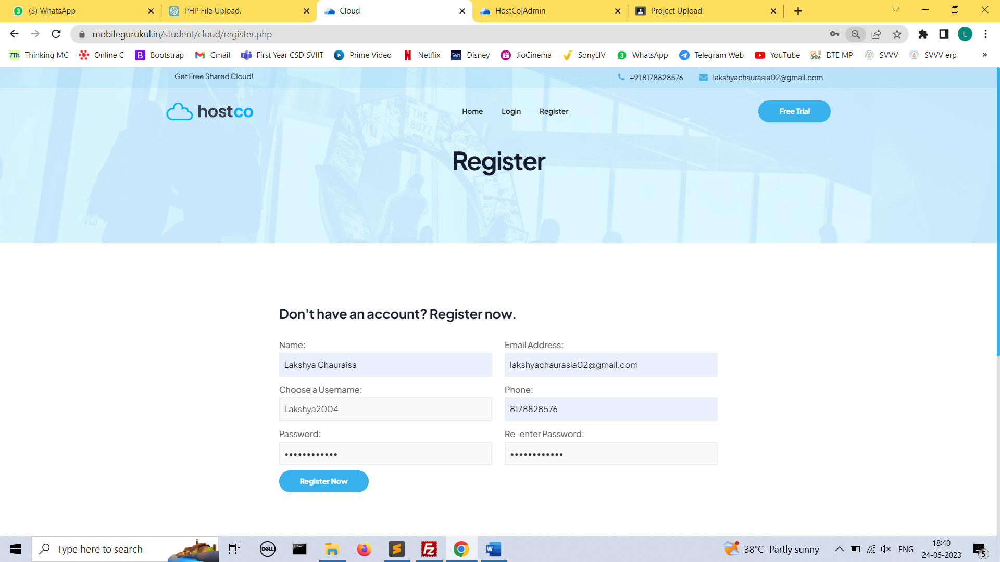 (3) WhatsApp
PHP File Upload.
Cloud
HostCo|Admin
Project Upload
mobilegurukul.in/student/cloud/register.php
L
Thinking MC
Online C
Bootstrap
Gmail
First Year CSD SVIIT
Prime Video
Netflix
Disney
JioCinema
SonyLIV
WhatsApp
Telegram Web
YouTube
DTE MP
SVVV
SVVV erp
»
Get Free Shared Cloud!
+91 8178828576
lakshyachaurasia02@gmail.com
hostco
Home
Login
Register
Free Trial
THE BUZZ
Register
Don't have an account? Register now.
Name:
Email Address:
Lakshya Chauraisa
lakshyachaurasia02@gmail.com
Choose a Username:
Phone:
Lakshya2004
8178828576
Password:
Re-enter Password:
••••••••••••
••••••••••••
Register Now
Type here to search
DELL
38°C Partly sunny
ENG
18:40
24-05-2023
5